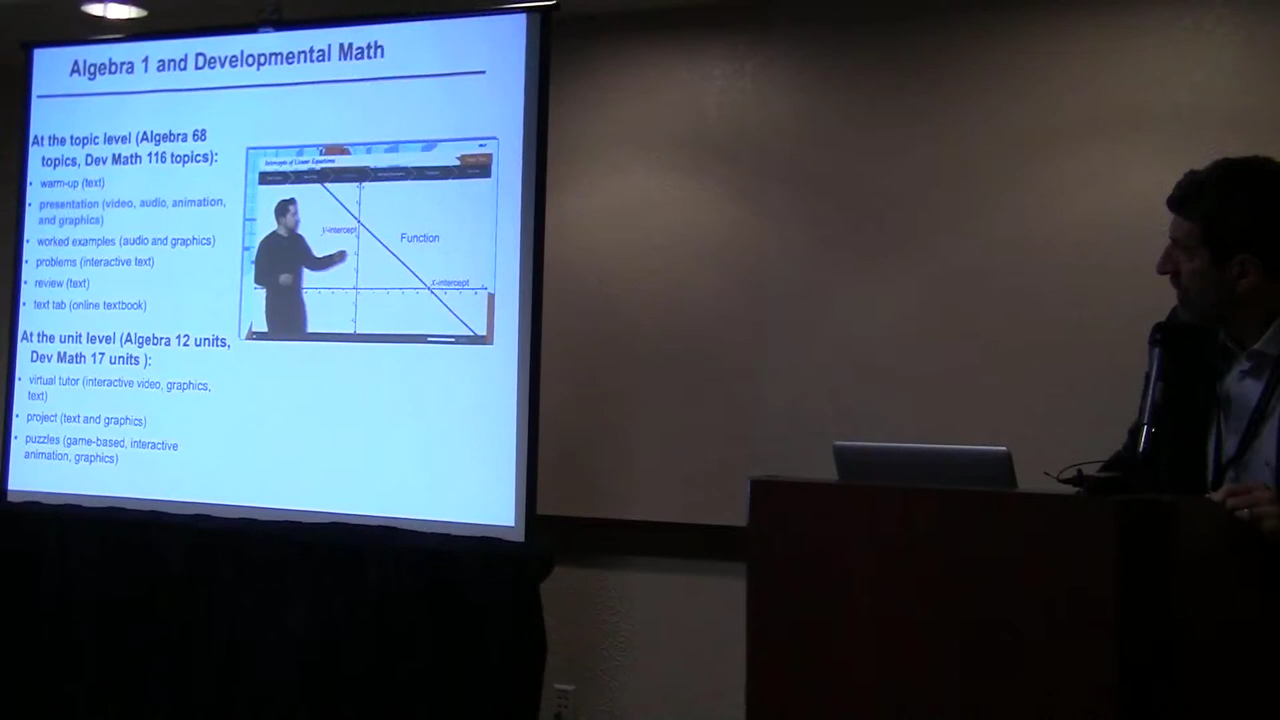 Algebra 1 and Developmental Math
At the topic level (Algebra 68
topics, Dev Math 116 topics):
• warm-up (text)
• presentation (video, audio, animation,
and graphics)
• worked examples (audio and graphics)
• problems (interactive text)
• review (text)
• text tab (online textbook)
At the unit level (Algebra 12 units,
Dev Math 17 units ):
• virtual tutor (interactive video, graphics,
text)
• project (text and graphics)
• puzzles (game-based, interactive
animation, graphics)
Intercepts of Linear Equations
y-intercept
Function
x-intercept